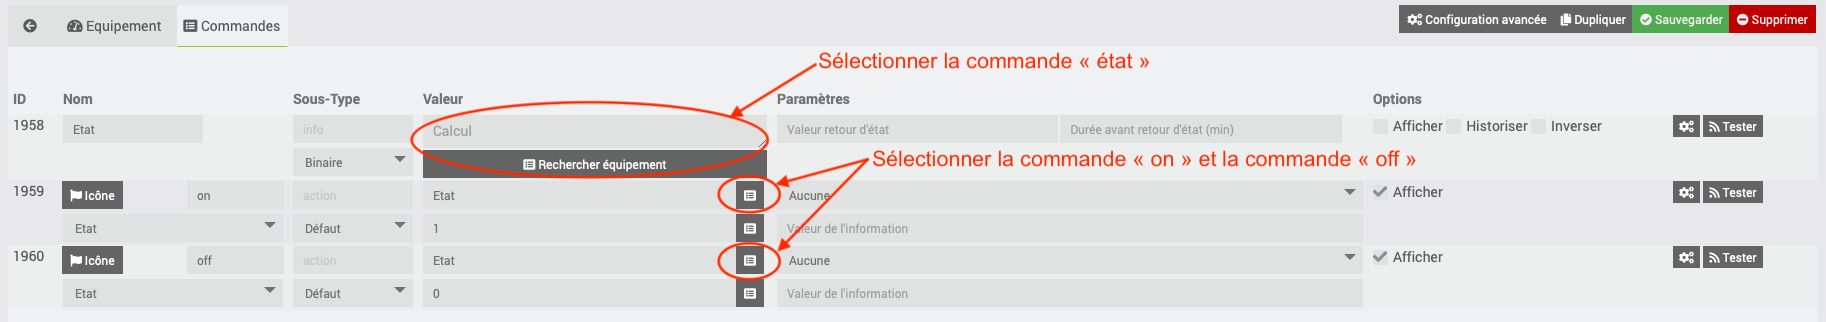 Equipement Commandes Configuration avancée Dupliquer Sauvegarder Supprimer
Sélectionner la commande « état »
ID Nom Sous-Type Valeur Paramètres Options
1958 Etat info Calcul Valeur retour d'état Durée avant retour d'état (min) Afficher Historiser Inverser Tester
Binaire Rechercher équipement Sélectionner la commande « on » et la commande « off »
1959 Icône on action Etat Aucune Afficher Tester
Etat Défaut 1 Valeur de l'information
1960 Icône off action Etat Aucune Afficher Tester
Etat Défaut 0 Valeur de l'information